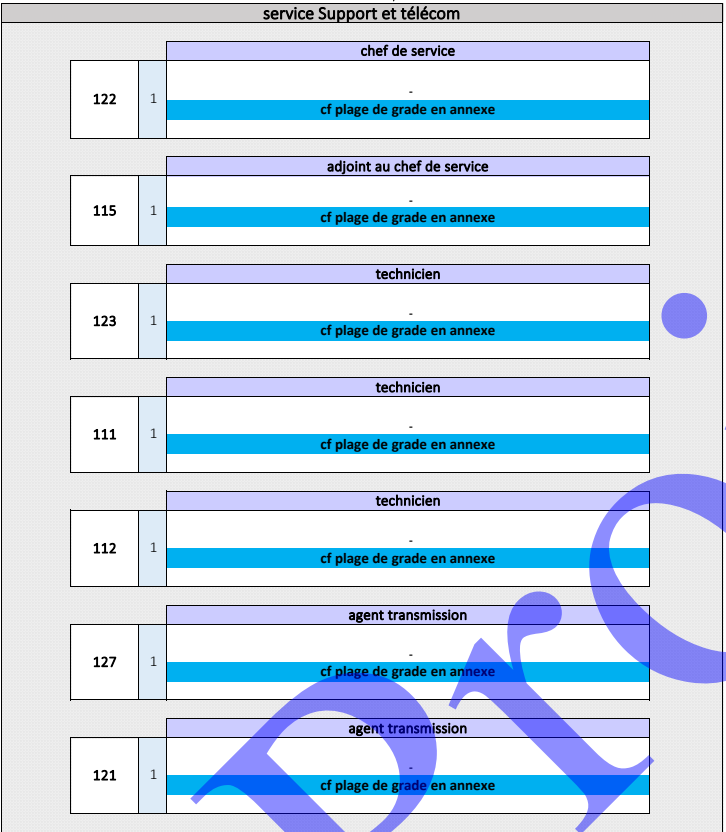 service Support et télécom
chef de service
122 1 -
cf plage de grade en annexe
adjoint au chef de service
115 1 -
cf plage de grade en annexe
technicien
123 1 -
cf plage de grade en annexe
technicien
111 1 -
cf plage de grade en annexe
technicien
112 1 -
cf plage de grade en annexe
agent transmission
127 1 -
cf plage de grade en annexe
agent transmission
121 1 -
cf plage de grade en annexe